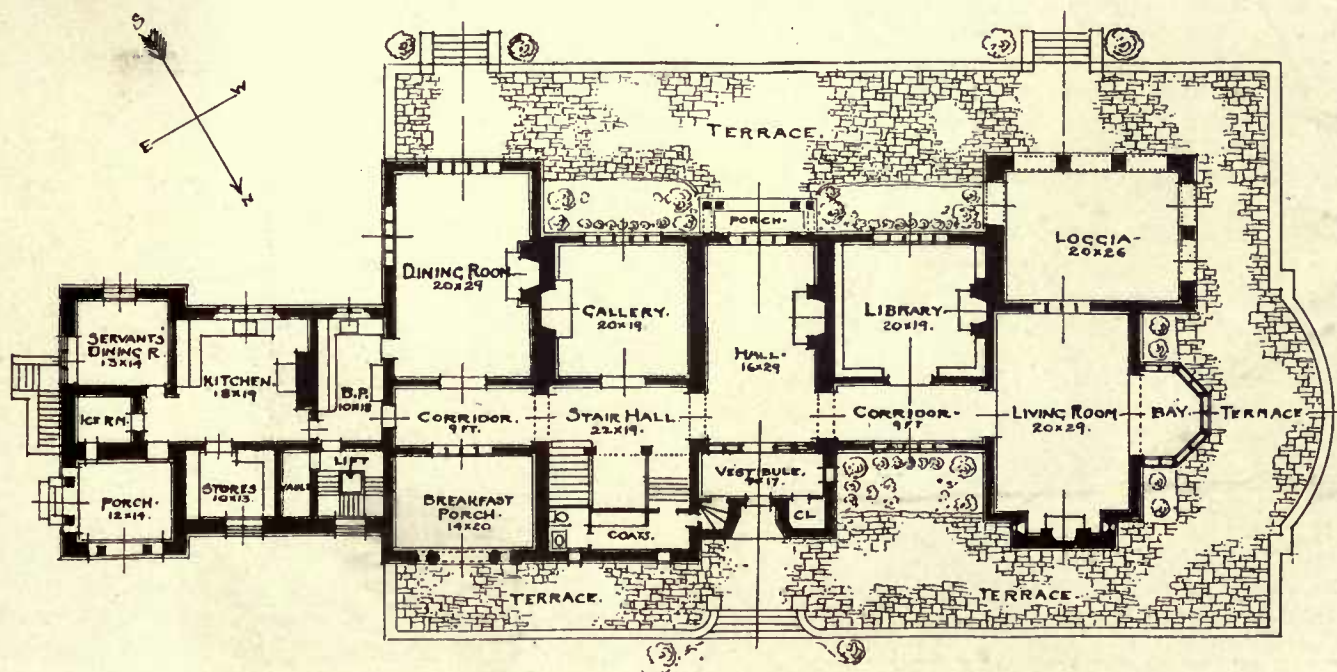 S
W
E
N
TERRACE.
PORCH.
LOGGIA-
20x26
DINING ROOM
20x29
GALLERY.
20x19.
LIBRARY.
20x19.
HALL.
16x29
SERVANTS'
DINING R.
13x14
KITCHEN.
18x19
B.P.
10x18
ICE RM.
CORRIDOR.
9 FT.
STAIR HALL.
22x19.
CORRIDOR-
9 FT
LIVING ROOM
20x29.
BAY.
TERRACE.
PORCH.
12x14.
STORES
10x13.
VAULT
LIFT
BREAKFAST
PORCH.
14x20
COATS.
VESTIBULE.
CL.
TERRACE.
TERRACE.